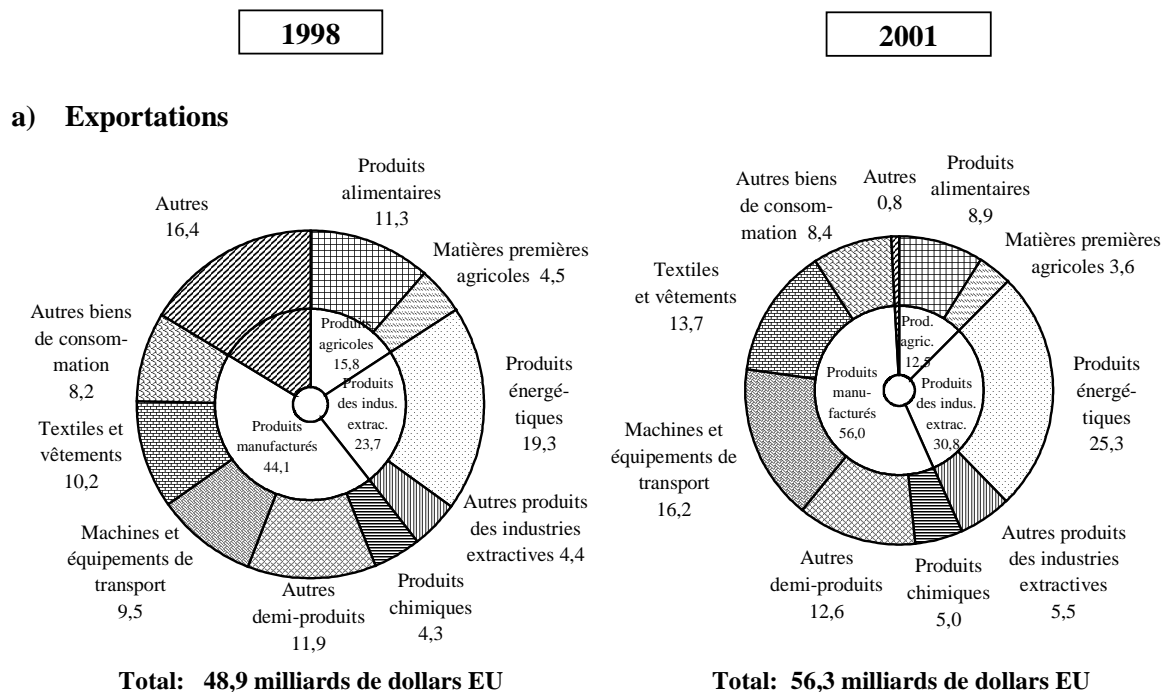 1998
2001
a) Exportations
Autres
16,4
Produits
alimentaires
11,3
Matières premières
agricoles 4,5
Produits
énergé-
tiques
19,3
Autres produits
des industries
extractives 4,4
Produits
chimiques
4,3
Autres
demi-produits
11,9
Machines et
équipements de
transport
9,5
Textiles et
vêtements
10,2
Autres biens
de consom-
mation
8,2
Produits
agricoles
15,8
Produits
des indus.
extrac.
23,7
Produits
manufacturés
44,1
Total: 48,9 milliards de dollars EU
Autres biens
de consom-
mation 8,4
Autres
0,8
Produits
alimentaires
8,9
Matières premières
agricoles 3,6
Produits
énergé-
tiques
25,3
Autres produits
des industries
extractives
5,5
Produits
chimiques
5,0
Autres
demi-produits
12,6
Machines et
équipements de
transport
16,2
Textiles
et vêtements
13,7
Prod.
agric.
12,5
Produits
des indus.
extrac.
30,8
Produits
manu-
facturés
56,0
Total: 56,3 milliards de dollars EU